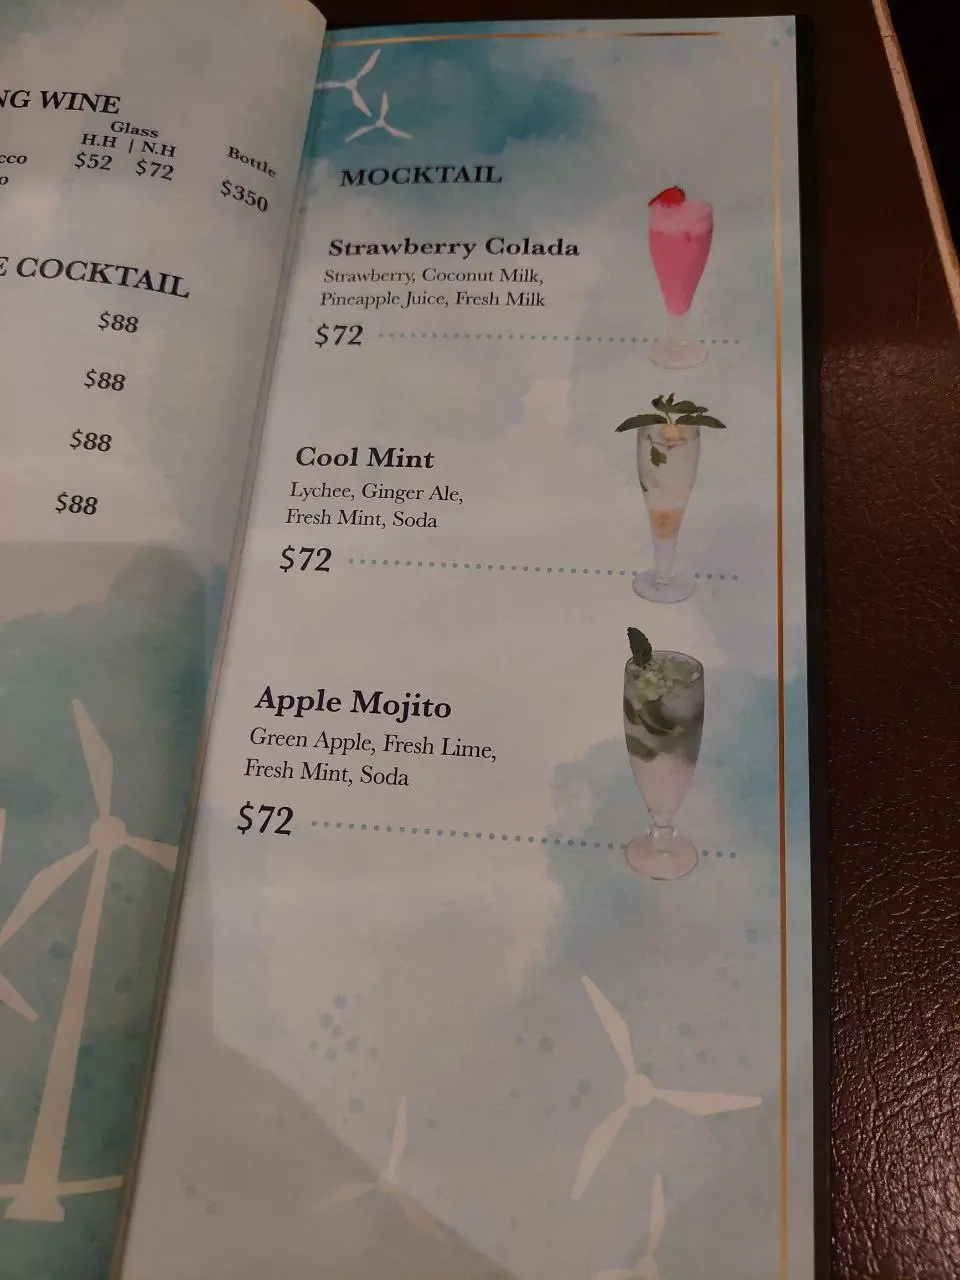 WINE
Glass
H.H | N.H
Bottle
$52 $72
$350
COCKTAIL
$88
$88
$88
$88
MOCKTAIL
Strawberry Colada
Strawberry, Coconut Milk,
Pineapple Juice, Fresh Milk
$72
Cool Mint
Lychee, Ginger Ale,
Fresh Mint, Soda
$72
Apple Mojito
Green Apple, Fresh Lime,
Fresh Mint, Soda
$72